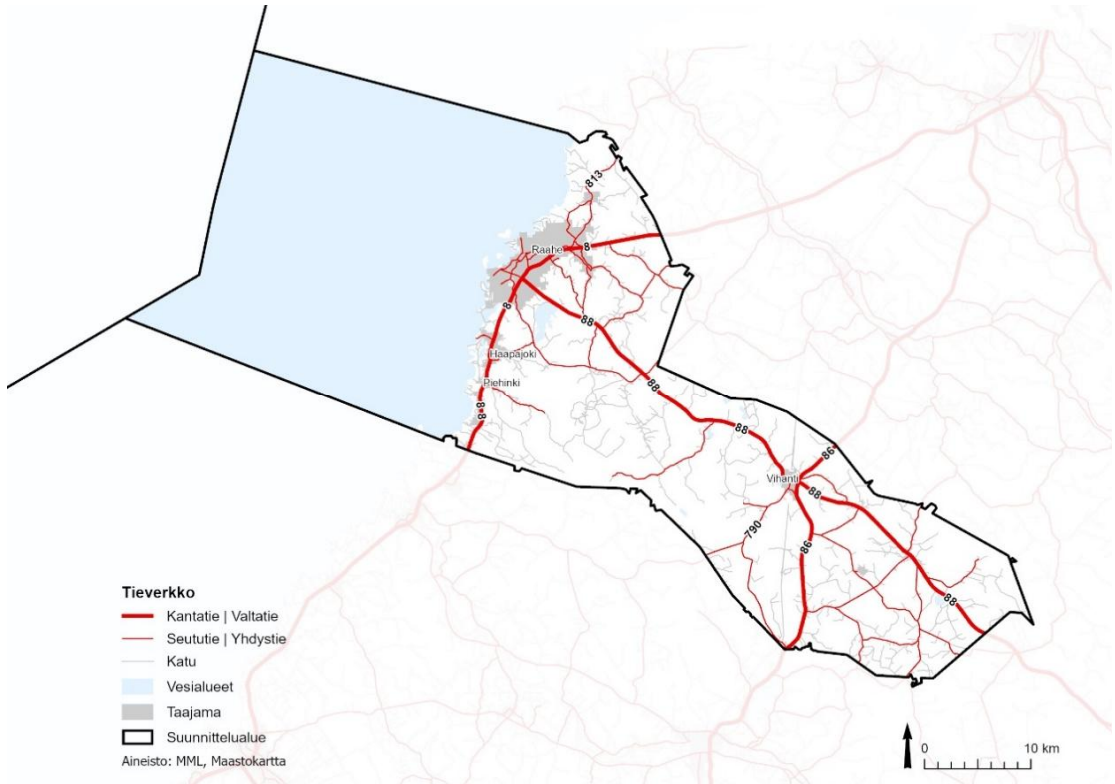 813
Raahe
8
8
88
Haapajoki
Piehinki
8
8
88
88
86
Vihanti
88
790
86
88
Tieverkko
Kantatie | Valtatie
Seututie | Yhdystie
Katu
Vesialueet
Taajama
Suunnittelualue
Aineisto: MML, Maastokartta
0 10 km